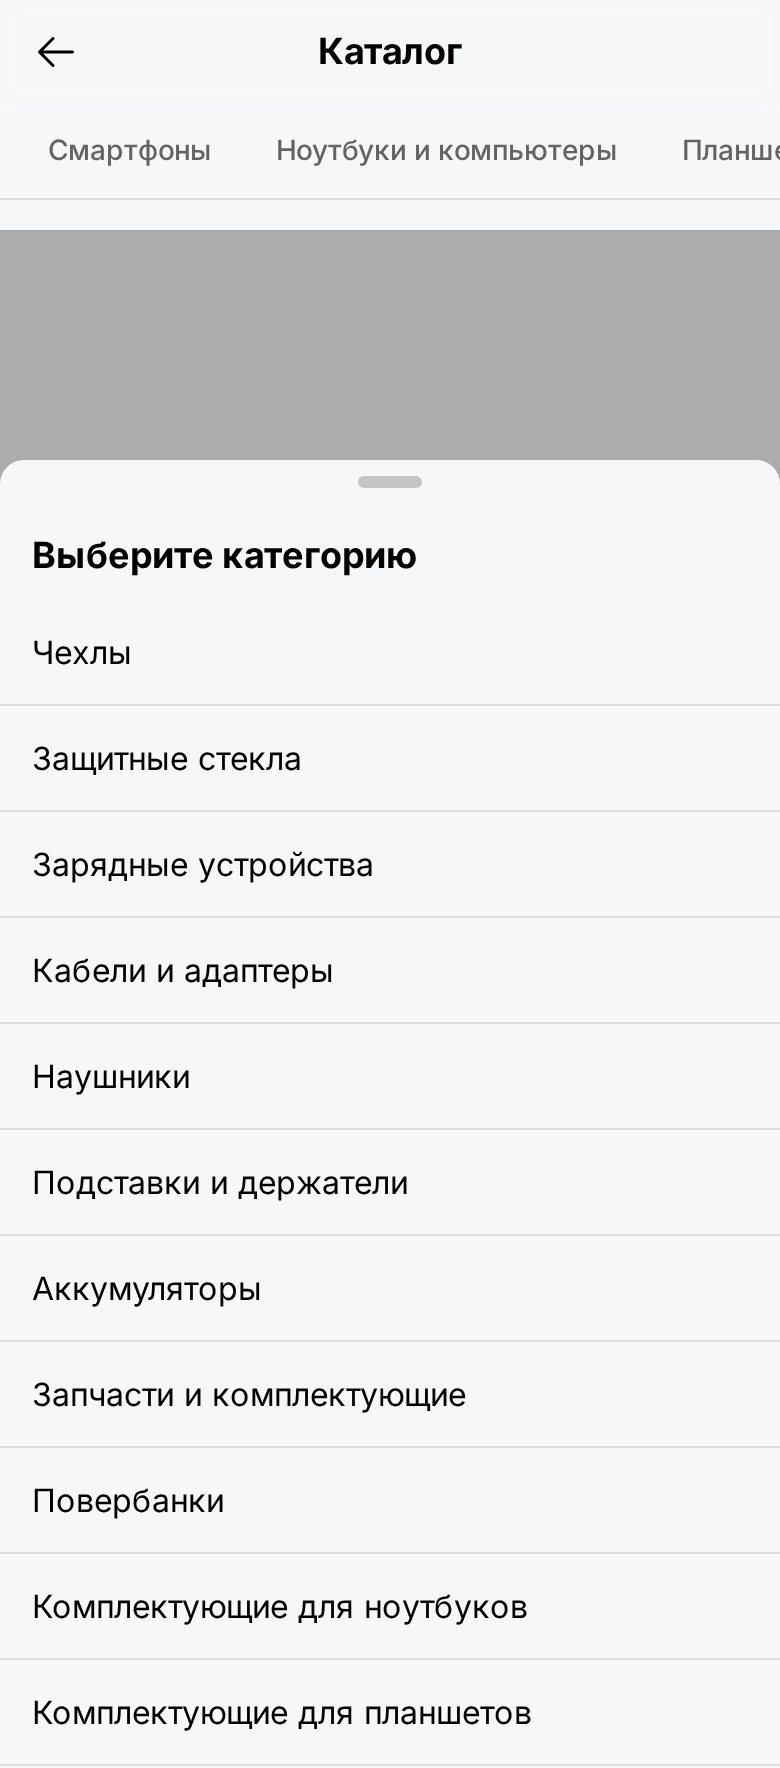 Каталог
Смартфоны Ноутбуки и компьютеры
Выберите категорию
Чехлы
Защитные стекла
Зарядные устройства
Кабели и адаптеры
Наушники
Подставки и держатели
Аккумуляторы
Запчасти и комплектующие
Повербанки
Комплектующие для ноутбуков
Комплектующие для планшетов